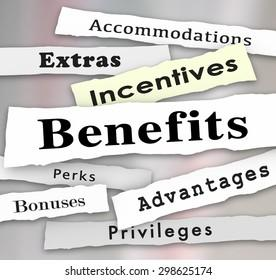 Accommodations
Extras
Incentives
Benefits
Perks
Advantages
Bonuses
Privileges
shutterstock.com · 298625174